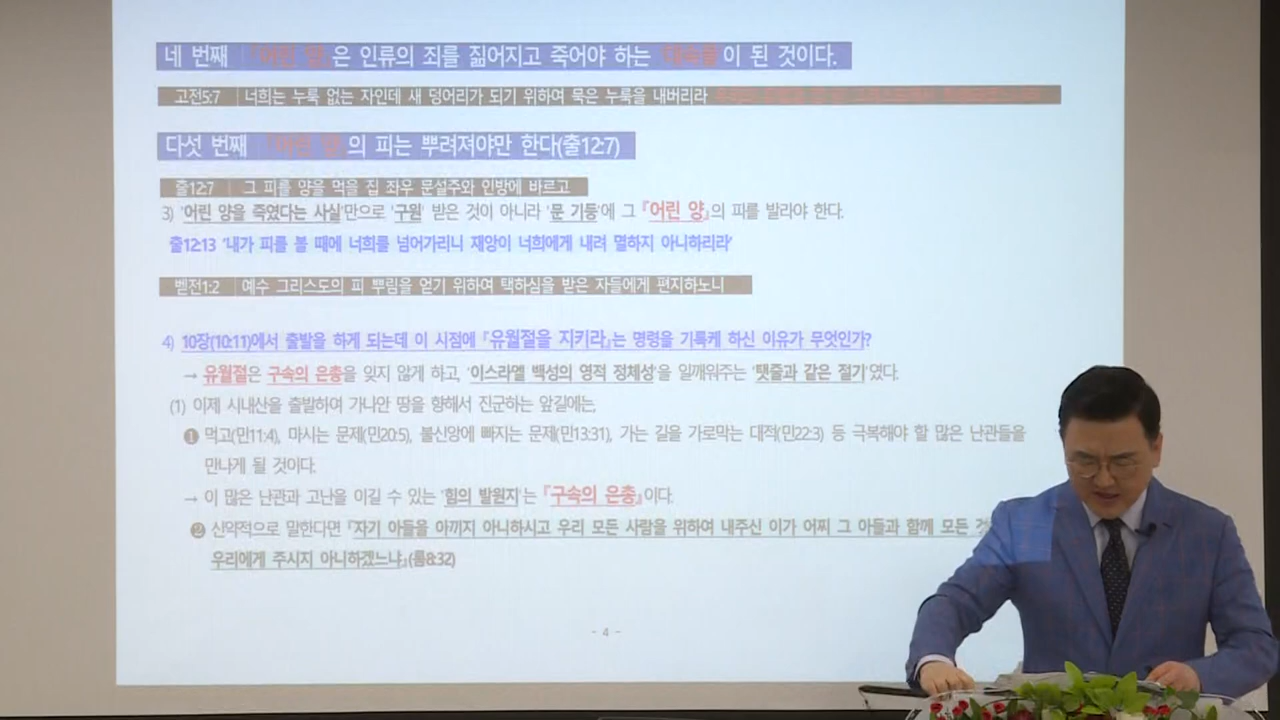 네 번째 『어린 양』은 인류의 죄를 짊어지고 죽어야 하는 '대속물'이 된 것이다.
고전5:7 너희는 누룩 없는 자인데 새 덩어리가 되기 위하여 묵은 누룩을 내버리라
다섯 번째 『어린 양』의 피는 뿌려져야만 한다(출12:7)
출12:7 그 피를 양을 먹을 집 좌우 문설주와 인방에 바르고
3) '어린 양을 죽였다는 사실'만으로 '구원' 받은 것이 아니라 '문 기둥'에 그 『어린 양』의 피를 발라야 한다.
출12:13 '내가 피를 볼 때에 너희를 넘어가리니 재앙이 너희에게 내려 멸하지 아니하리라'
벧전1:2 예수 그리스도의 피 뿌림을 얻기 위하여 택하심을 받은 자들에게 편지하노니
4) 10장(10:11)에서 출발을 하게 되는데 이 시점에 『유월절을 지키라』는 명령을 기록케 하신 이유가 무엇인가?
→ 유월절은 구속의 은총을 잊지 않게 하고, '이스라엘 백성의 영적 정체성'을 일깨워주는 '탯줄과 같은 절기'였다.
(1) 이제 시내산을 출발하여 가나안 땅을 향해서 진군하는 앞길에는,
❶ 먹고(민11:4), 마시는 문제(민20:5), 불신앙에 빠지는 문제(민13:31), 가는 길을 가로막는 대적(민22:3) 등 극복해야 할 많은 난관들을
만나게 될 것이다.
→ 이 많은 난관과 고난을 이길 수 있는 '힘의 발원지'는 『구속의 은총』이다.
❷ 신약적으로 말한다면 『자기 아들을 아끼지 아니하시고 우리 모든 사람을 위하여 내주신 이가 어찌 그 아들과 함께 모든
우리에게 주시지 아니하겠느냐』(롬8:32)
- 4 -